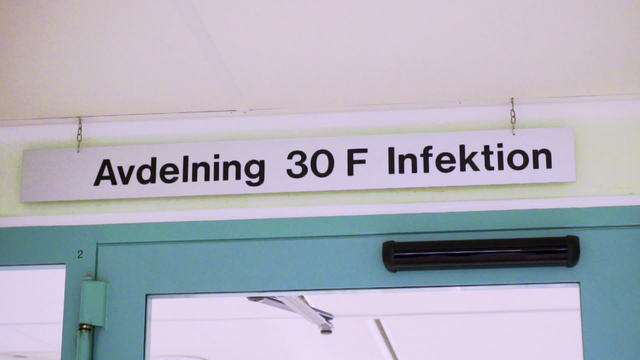 Avdelning 30 F Infektion
2